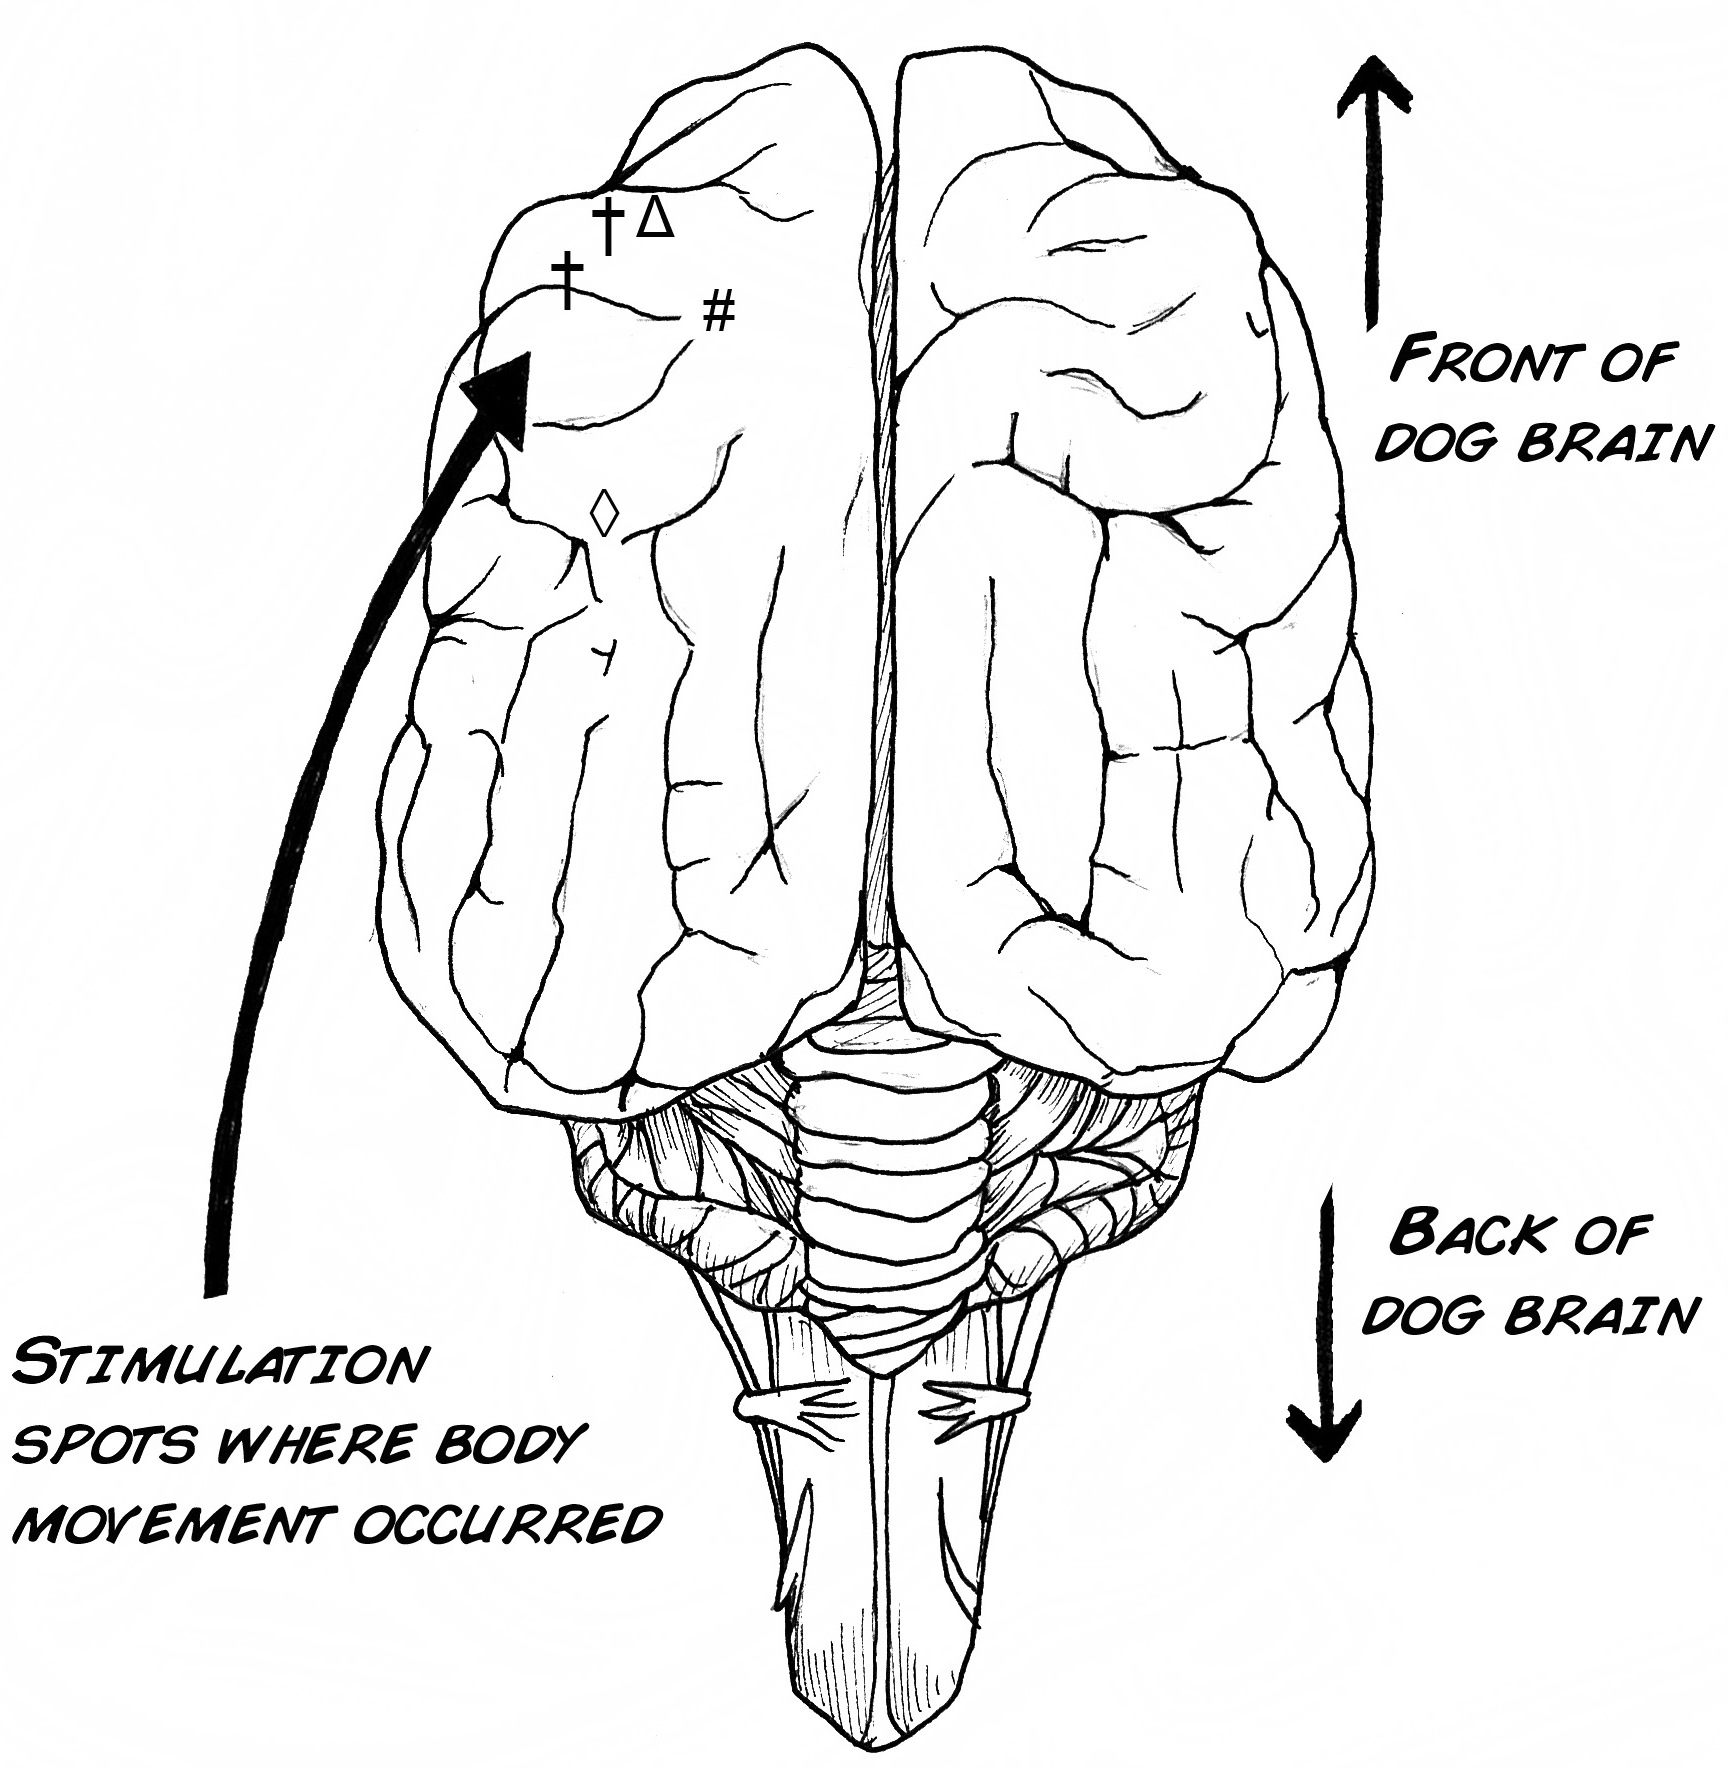 † Δ
†
#
◊
Front of
dog brain
Back of
dog brain
Stimulation
spots where body
movement occurred